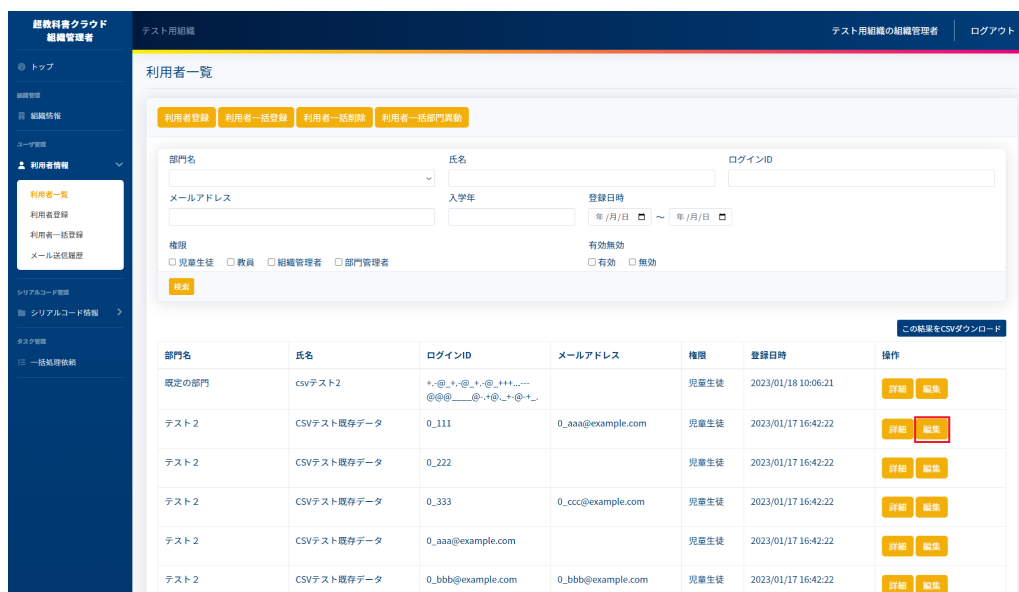 超教科書クラウド
組織管理者
テスト用組織
テスト用組織の組織管理者
ログアウト
トップ
組織管理
組織情報
ユーザ管理
利用者情報
利用者一覧
利用者登録
利用者一括登録
メール送信履歴
シリアルコード管理
シリアルコード情報
タスク管理
一括処理依頼
利用者一覧
利用者登録 利用者一括登録 利用者一括削除 利用者一括部門異動
部門名 氏名 ログインID
メールアドレス 入学年 登録日時
年/月/日 ～ 年/月/日
権限 有効無効
児童生徒 教員 組織管理者 部門管理者 有効 無効
検索
この結果をCSVダウンロード
部門名 氏名 ログインID メールアドレス 権限 登録日時 操作
既定の部門 csvテスト2 +.-@_+.-@_+.-@_+++...--- 児童生徒 2023/01/18 10:06:21 詳細 編集
@@@____@-.+@._+-@-+_.
テスト2 CSVテスト既存データ 0_111 0_aaa@example.com 児童生徒 2023/01/17 16:42:22 詳細 編集
テスト2 CSVテスト既存データ 0_222 児童生徒 2023/01/17 16:42:22 詳細 編集
テスト2 CSVテスト既存データ 0_333 0_ccc@example.com 児童生徒 2023/01/17 16:42:22 詳細 編集
テスト2 CSVテスト既存データ 0_aaa@example.com 児童生徒 2023/01/17 16:42:22 詳細 編集
テスト2 CSVテスト既存データ 0_bbb@example.com 0_bbb@example.com 児童生徒 2023/01/17 16:42:22 詳細 編集